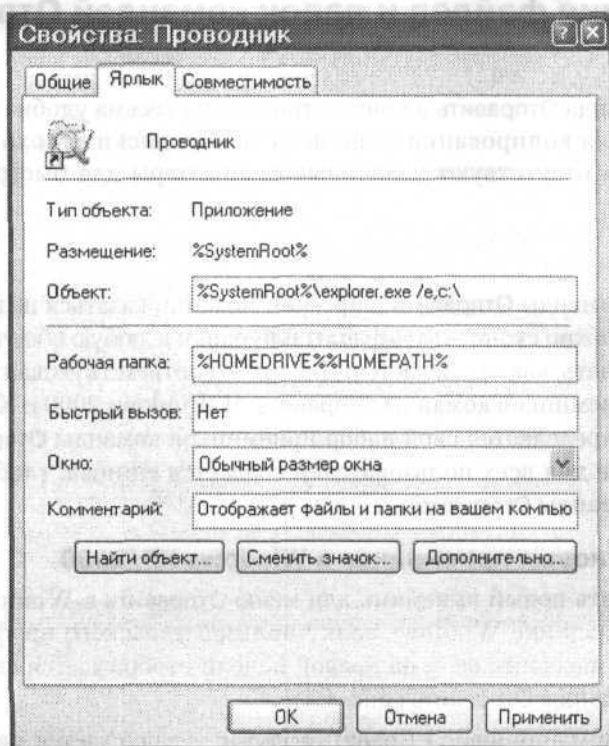 Свойства: Проводник
Общие Ярлык Совместимость
Проводник
Тип объекта: Приложение
Размещение: %SystemRoot%
Объект: %SystemRoot%\explorer.exe /e,c:\
Рабочая папка: %HOMEDRIVE%%HOMEPATH%
Быстрый вызов: Нет
Окно: Обычный размер окна
Комментарий: Отображает файлы и папки на вашем компью
Найти объект... Сменить значок... Дополнительно...
OK Отмена Применить